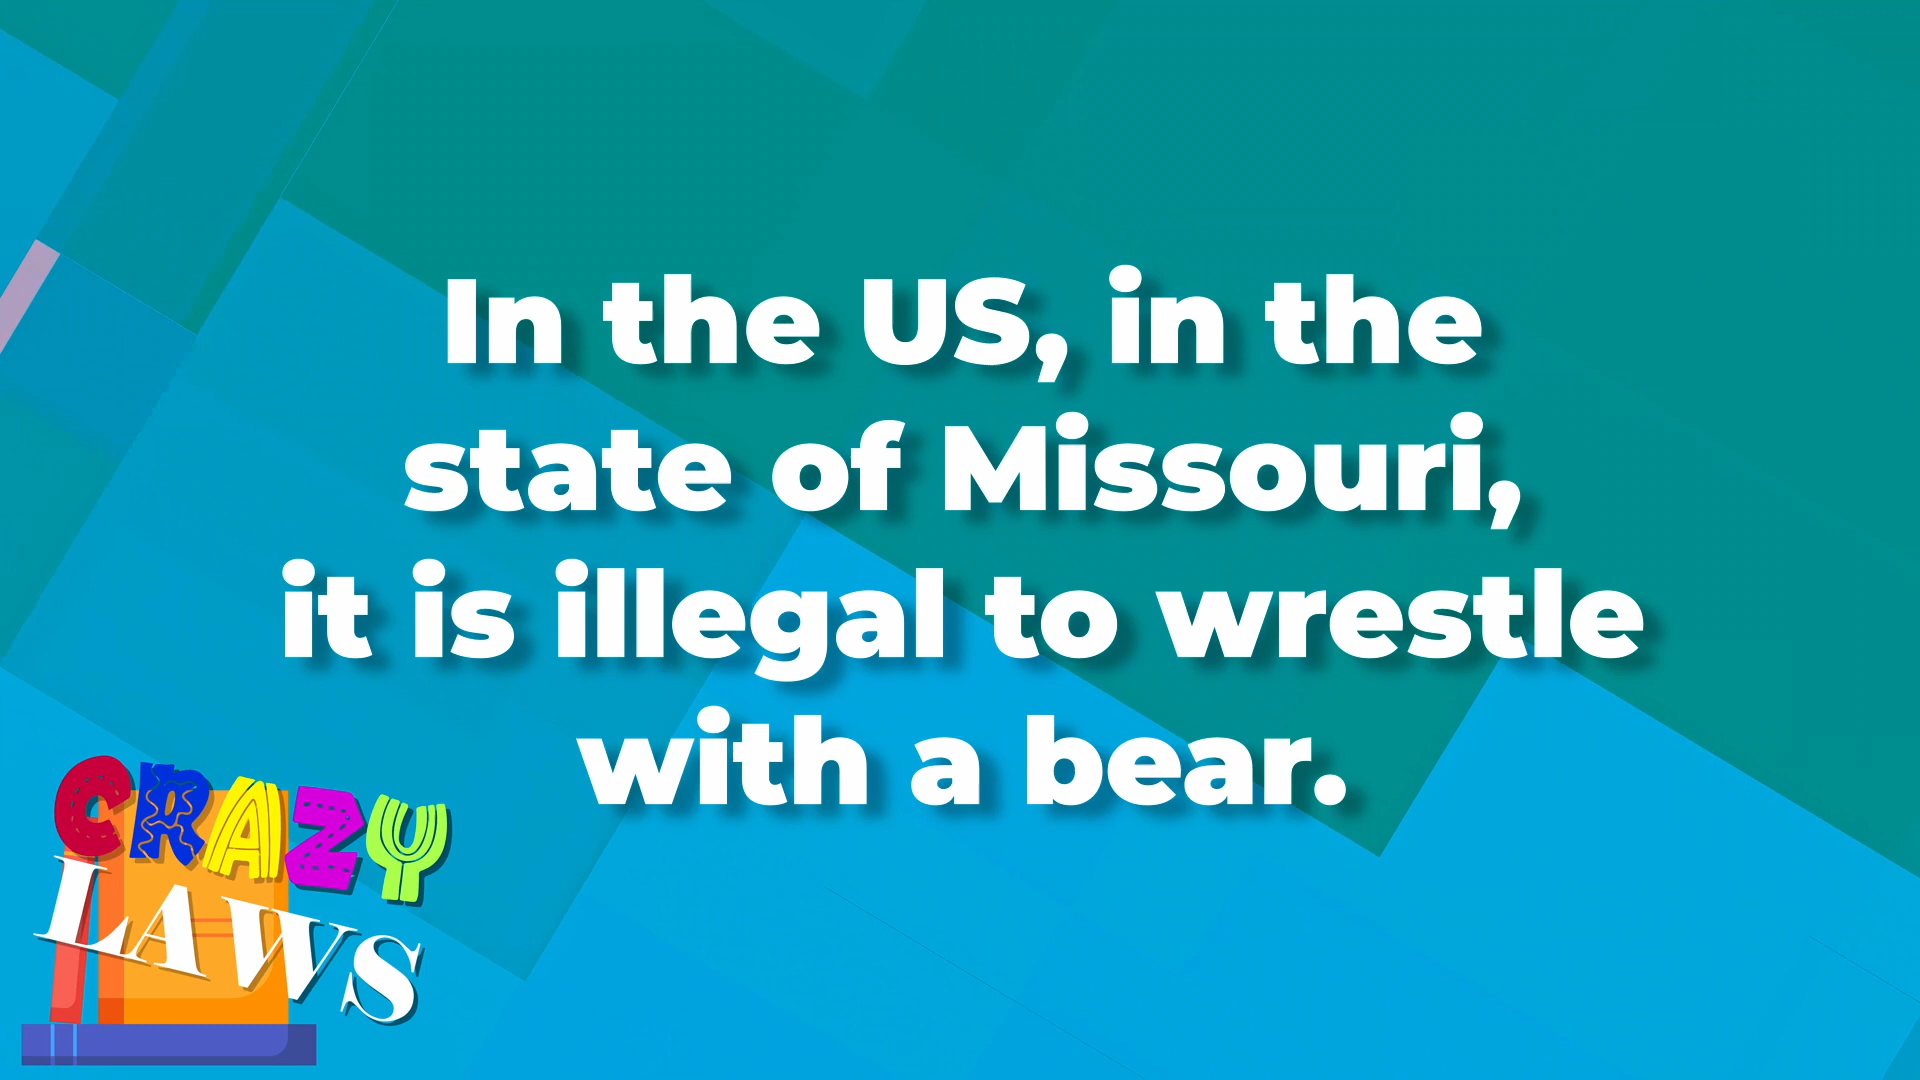 In the US, in the
state of Missouri,
it is illegal to wrestle
with a bear.
CRAZY
LAWS